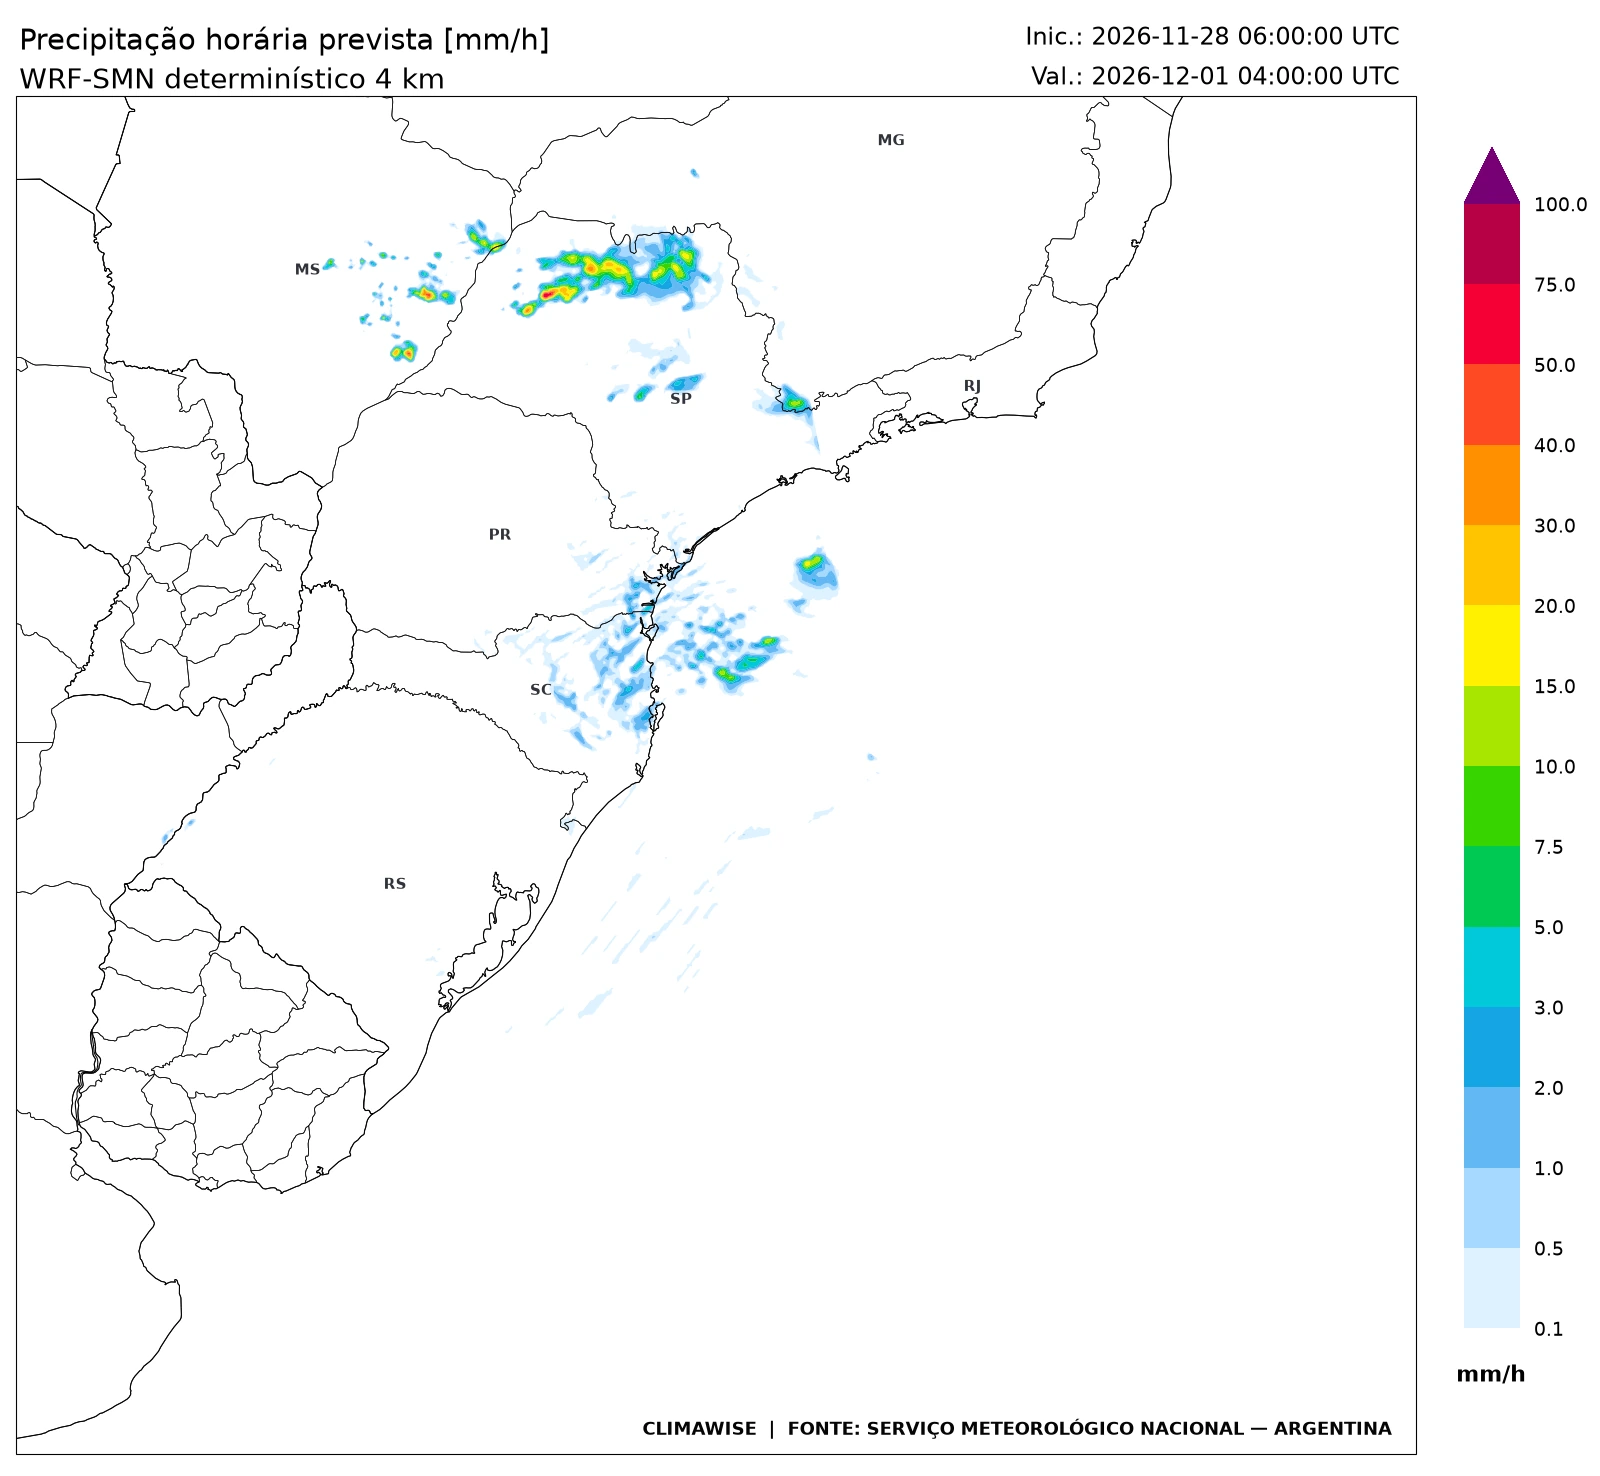 Precipitação horária prevista [mm/h]
WRF-SMN determinístico 4 km
Inic.: 2026-11-28 06:00:00 UTC
Val.: 2026-12-01 04:00:00 UTC
MG
MS
RJ
SP
PR
SC
RS
100.0
75.0
50.0
40.0
30.0
20.0
15.0
10.0
7.5
5.0
3.0
2.0
1.0
0.5
0.1
mm/h
CLIMAWISE | FONTE: SERVIÇO METEOROLÓGICO NACIONAL — ARGENTINA